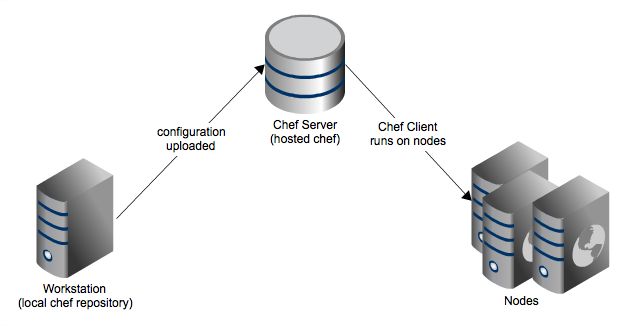 Chef Server
(hosted chef)
configuration
uploaded
Chef Client
runs on nodes
Workstation
(local chef repository)
Nodes